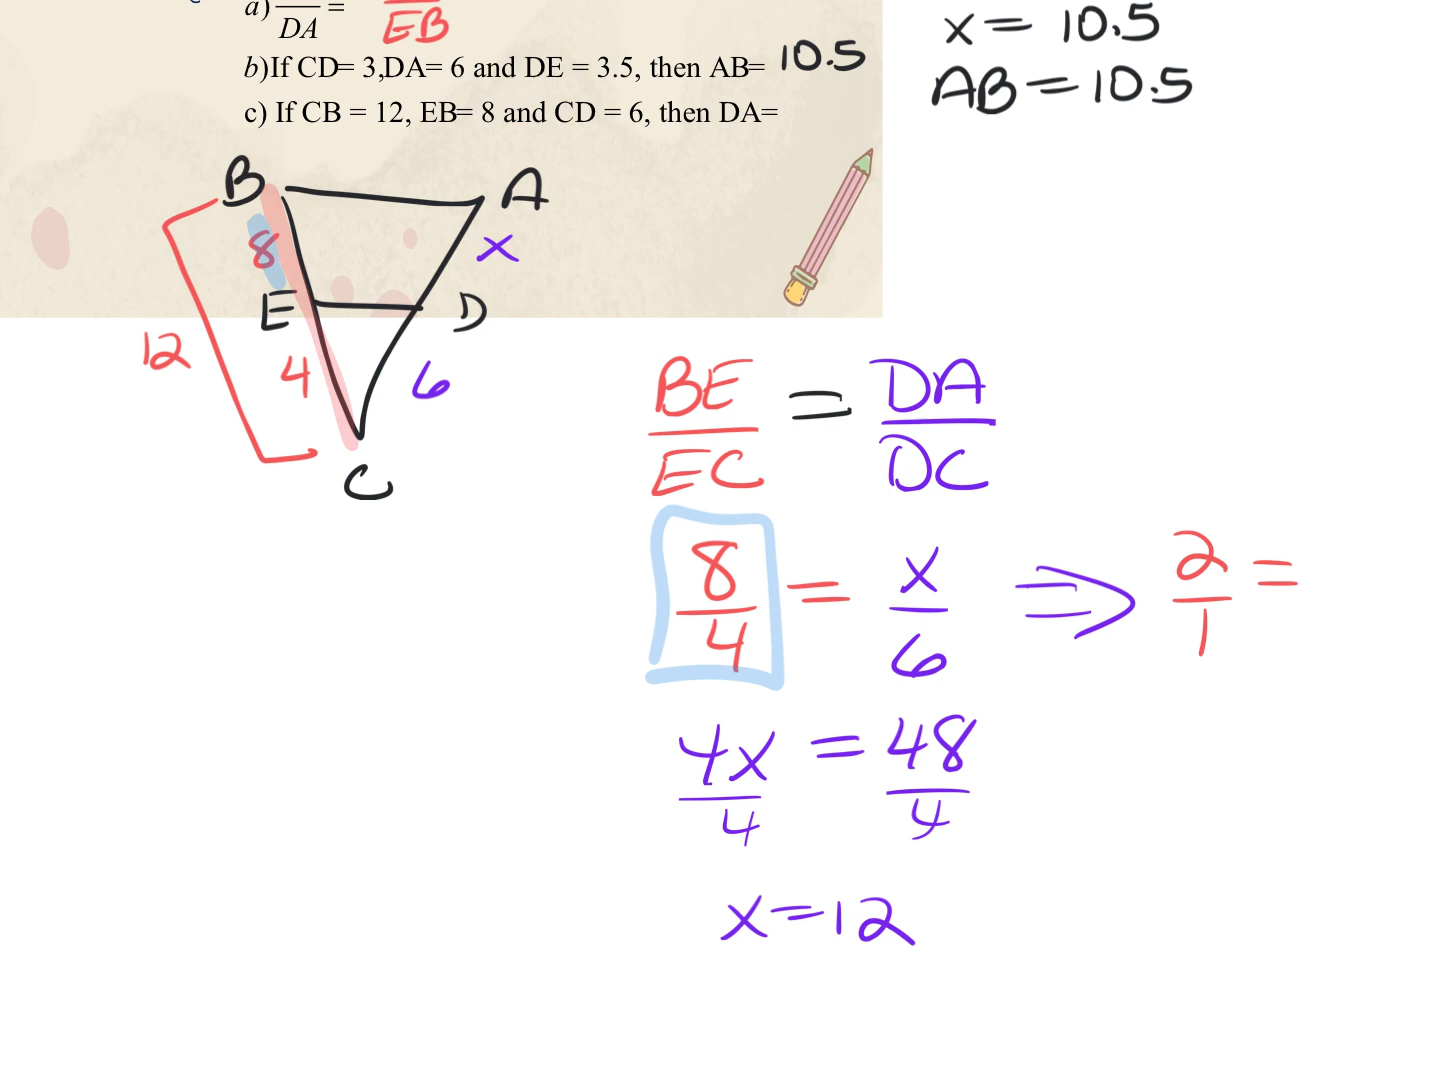 a) DA = EB
x = 10.5
b)If CD= 3,DA= 6 and DE = 3.5, then AB= 10.5
AB = 10.5
c) If CB = 12, EB= 8 and CD = 6, then DA=
B A
8 x
E D
12 4 6
C
BE/EC = DA/DC
8/4 = x/6 ⇒ 2/1 =
4x/4 = 48/4
x = 12